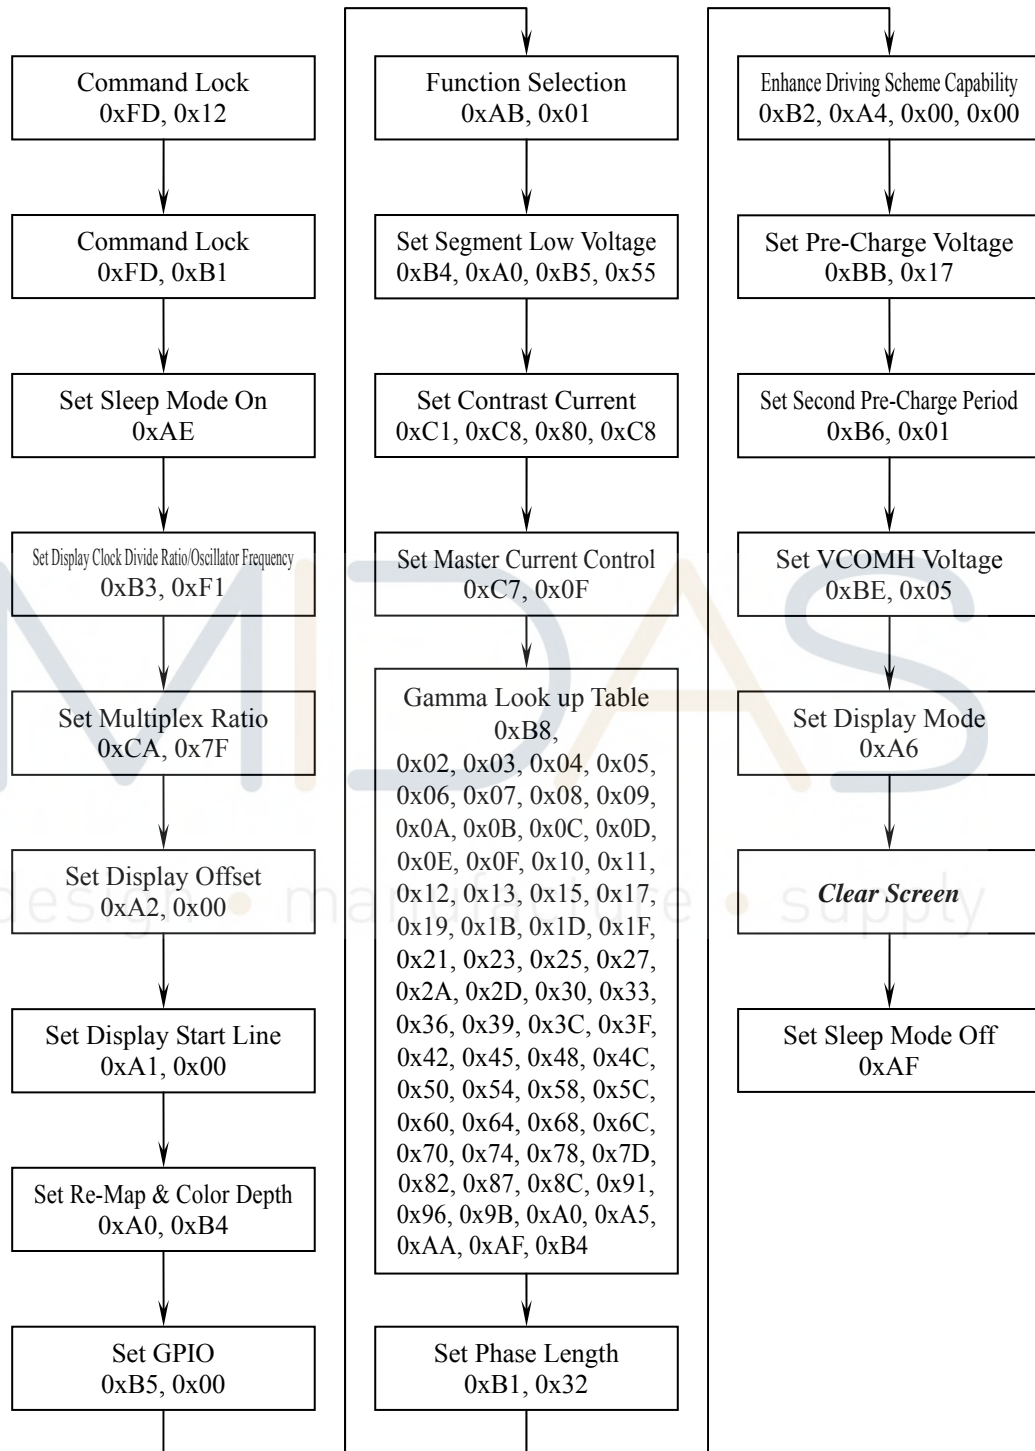 Command Lock
0xFD, 0x12
Command Lock
0xFD, 0xB1
Set Sleep Mode On
0xAE
Set Display Clock Divide Ratio/Oscillator Frequency
0xB3, 0xF1
Set Multiplex Ratio
0xCA, 0x7F
Set Display Offset
0xA2, 0x00
Set Display Start Line
0xA1, 0x00
Set Re-Map & Color Depth
0xA0, 0xB4
Set GPIO
0xB5, 0x00
Function Selection
0xAB, 0x01
Set Segment Low Voltage
0xB4, 0xA0, 0xB5, 0x55
Set Contrast Current
0xC1, 0xC8, 0x80, 0xC8
Set Master Current Control
0xC7, 0x0F
Gamma Look up Table
0xB8,
0x02, 0x03, 0x04, 0x05,
0x06, 0x07, 0x08, 0x09,
0x0A, 0x0B, 0x0C, 0x0D,
0x0E, 0x0F, 0x10, 0x11,
0x12, 0x13, 0x15, 0x17,
0x19, 0x1B, 0x1D, 0x1F,
0x21, 0x23, 0x25, 0x27,
0x2A, 0x2D, 0x30, 0x33,
0x36, 0x39, 0x3C, 0x3F,
0x42, 0x45, 0x48, 0x4C,
0x50, 0x54, 0x58, 0x5C,
0x60, 0x64, 0x68, 0x6C,
0x70, 0x74, 0x78, 0x7D,
0x82, 0x87, 0x8C, 0x91,
0x96, 0x9B, 0xA0, 0xA5,
0xAA, 0xAF, 0xB4
Set Phase Length
0xB1, 0x32
Enhance Driving Scheme Capability
0xB2, 0xA4, 0x00, 0x00
Set Pre-Charge Voltage
0xBB, 0x17
Set Second Pre-Charge Period
0xB6, 0x01
Set VCOMH Voltage
0xBE, 0x05
Set Display Mode
0xA6
Clear Screen
Set Sleep Mode Off
0xAF
MIDAS
design • manufacture • supply